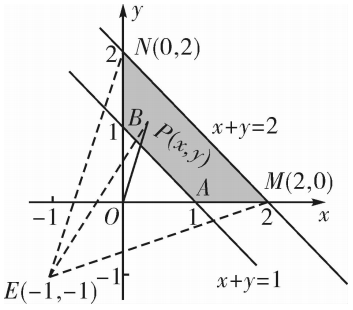 y
N(0,2)
2
B
1
P(x,y)
x+y=2
A
M(2,0)
-1
O
1
2
x
E(-1,-1)
-1
x+y=1